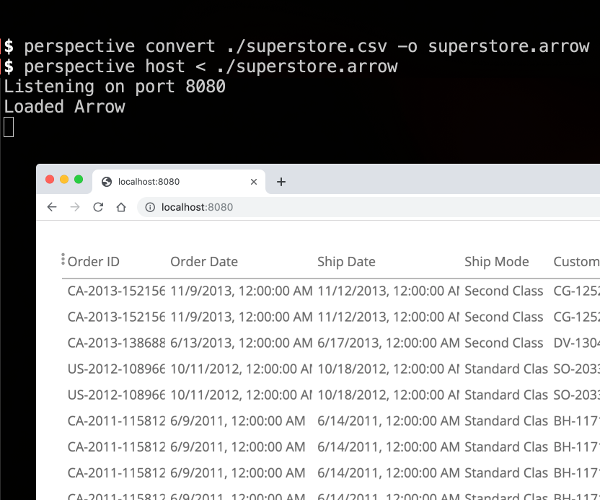 $ perspective convert ./superstore.csv -o superstore.arrow
$ perspective host < ./superstore.arrow
Listening on port 8080
Loaded Arrow
localhost:8080
localhost:8080
Order ID Order Date Ship Date Ship Mode Custom
CA-2013-152156 11/9/2013, 12:00:00 AM 11/12/2013, 12:00:00 AM Second Class CG-1252
CA-2013-152156 11/9/2013, 12:00:00 AM 11/12/2013, 12:00:00 AM Second Class CG-1252
CA-2013-138688 6/13/2013, 12:00:00 AM 6/17/2013, 12:00:00 AM Second Class DV-1304
US-2012-108966 10/11/2012, 12:00:00 AM 10/18/2012, 12:00:00 AM Standard Clas SO-2033
US-2012-108966 10/11/2012, 12:00:00 AM 10/18/2012, 12:00:00 AM Standard Clas SO-2033
CA-2011-115812 6/9/2011, 12:00:00 AM 6/14/2011, 12:00:00 AM Standard Clas BH-1171
CA-2011-115812 6/9/2011, 12:00:00 AM 6/14/2011, 12:00:00 AM Standard Clas BH-1171
CA-2011-115812 6/9/2011, 12:00:00 AM 6/14/2011, 12:00:00 AM Standard Clas BH-1171
CA-2011-115812 6/9/2011, 12:00:00 AM 6/14/2011, 12:00:00 AM Standard Clas BH-1171